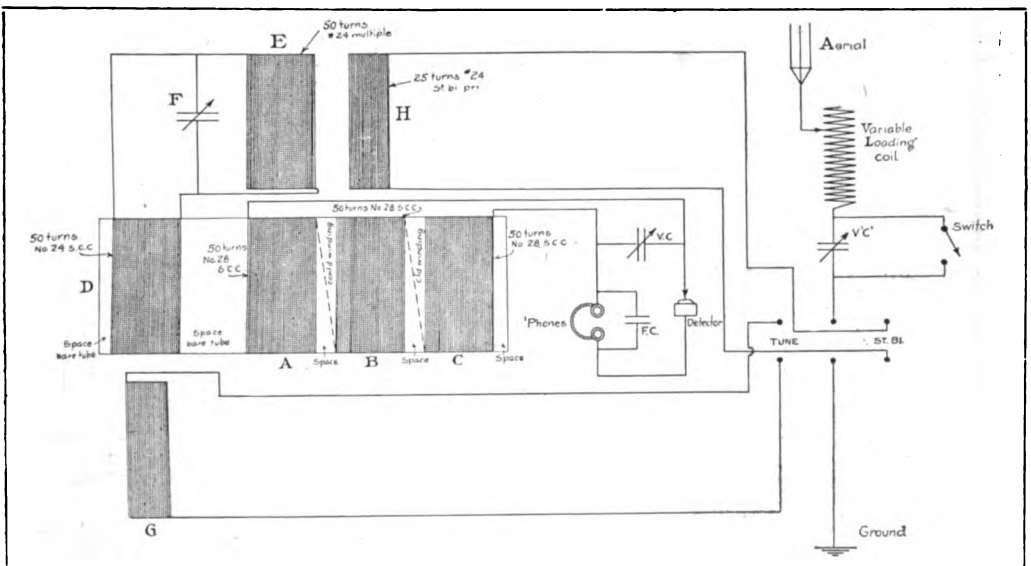 50 turns
#24 multiple
E
25 turns #24
St. bi. pri
H
F
Aerial
Variable
Loading
coil
V'C'
Switch
50 turns No. 28 S.C.C.
50 turns
No. 24 S.C.C
50 turns
No. 28
S.C.C
50 turns
No. 28, S.C.C
D
V.C.
'Phones
F.C.
Detector
Space
bare tube
Space
bare tube
A
Space
B
Space
C
Space
TUNE
ST. BI.
G
Ground